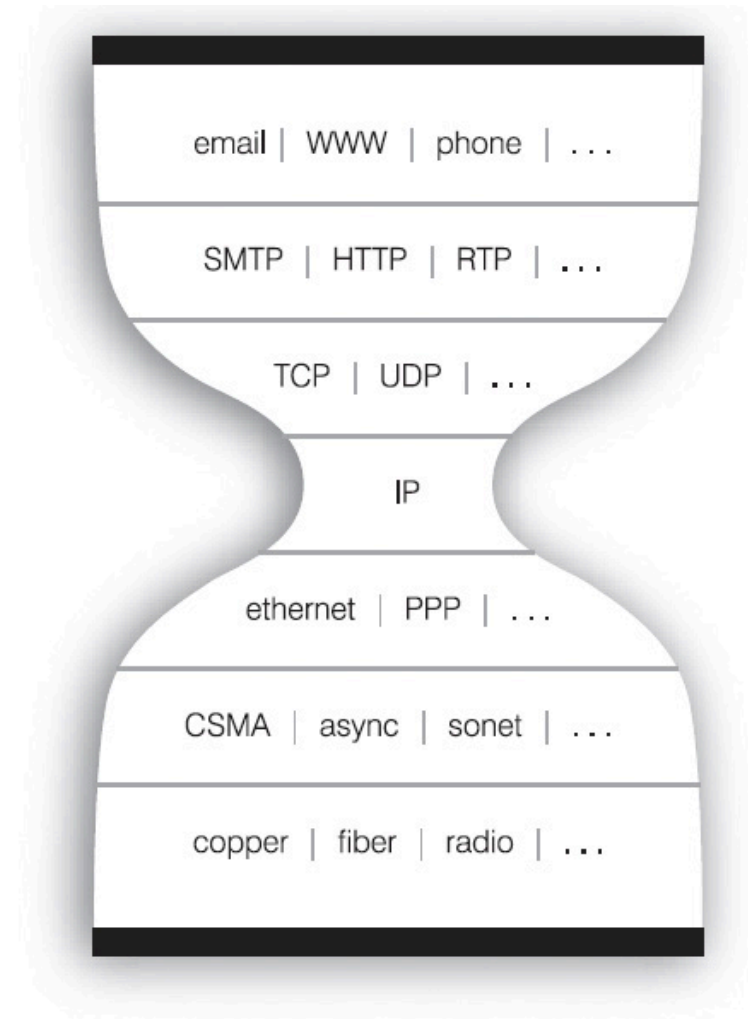 email | WWW | phone | ...
SMTP | HTTP | RTP | ...
TCP | UDP | ...
IP
ethernet | PPP | ...
CSMA | async | sonet | ...
copper | fiber | radio | ...